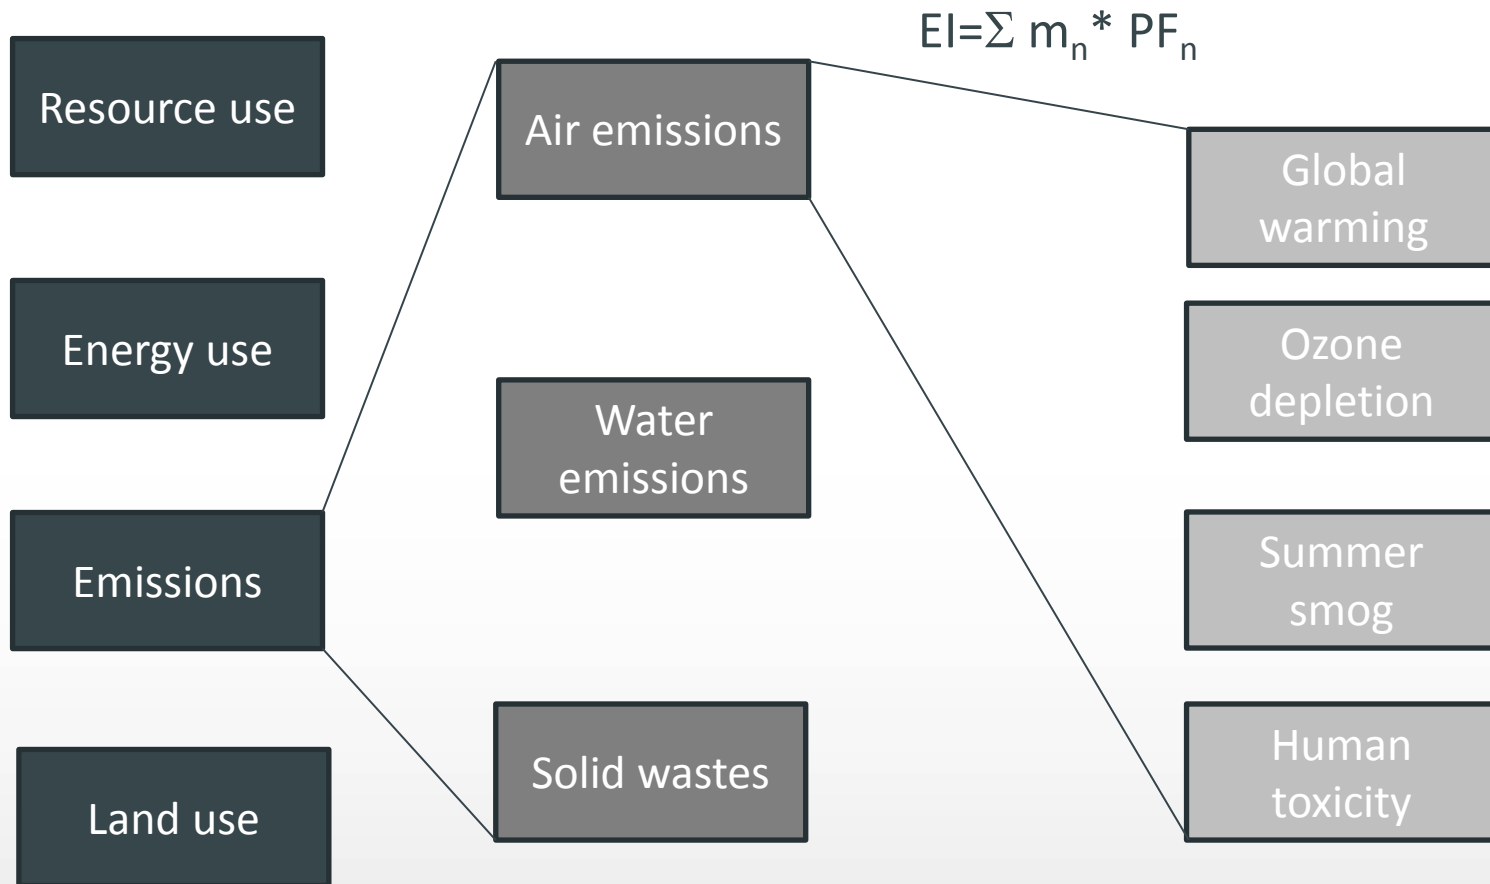 EI=Σ mn* PFn
Resource use
Energy use
Emissions
Land use
Air emissions
Water
emissions
Solid wastes
Global
warming
Ozone
depletion
Summer
smog
Human
toxicity